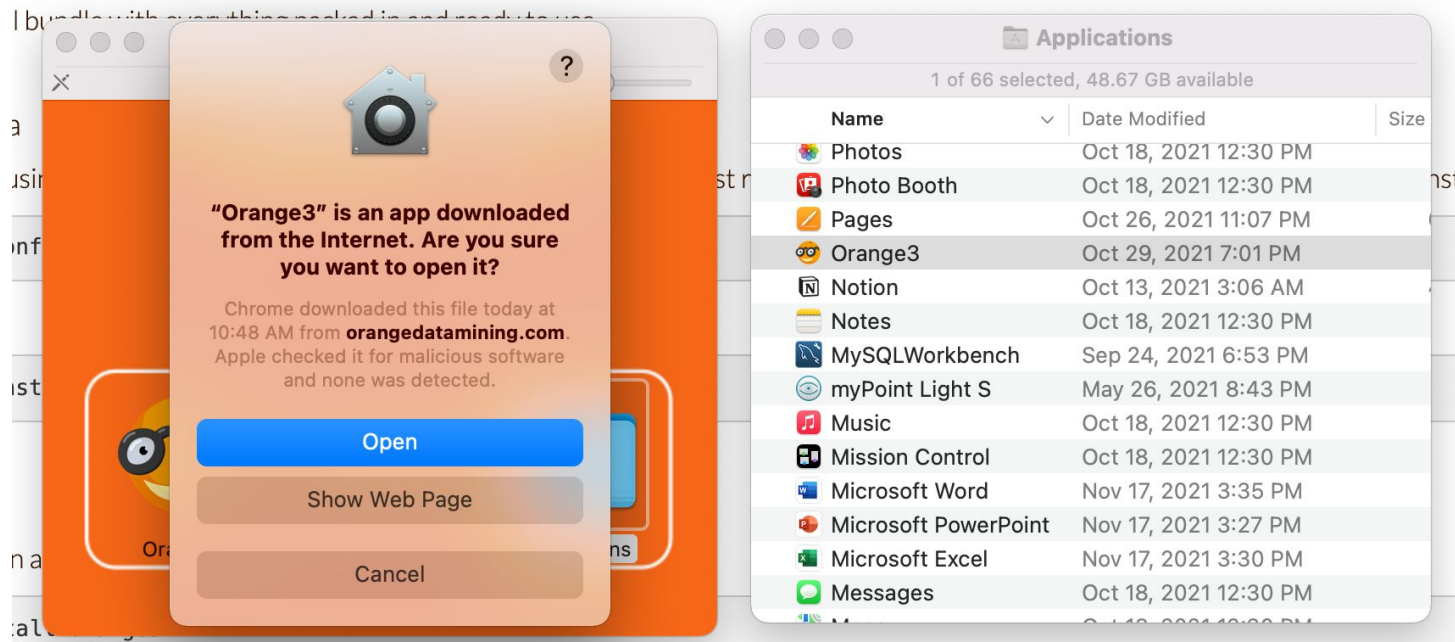 ?
“Orange3” is an app downloaded
from the Internet. Are you sure
you want to open it?
Chrome downloaded this file today at
10:48 AM from orangedatamining.com.
Apple checked it for malicious software
and none was detected.
Open
Show Web Page
Cancel
Applications
1 of 66 selected, 48.67 GB available
Name Date Modified Size
Photos Oct 18, 2021 12:30 PM
Photo Booth Oct 18, 2021 12:30 PM
Pages Oct 26, 2021 11:07 PM
Orange3 Oct 29, 2021 7:01 PM
Notion Oct 13, 2021 3:06 AM
Notes Oct 18, 2021 12:30 PM
MySQLWorkbench Sep 24, 2021 6:53 PM
myPoint Light S May 26, 2021 8:43 PM
Music Oct 18, 2021 12:30 PM
Mission Control Oct 18, 2021 12:30 PM
Microsoft Word Nov 17, 2021 3:35 PM
Microsoft PowerPoint Nov 17, 2021 3:27 PM
Microsoft Excel Nov 17, 2021 3:30 PM
Messages Oct 18, 2021 12:30 PM